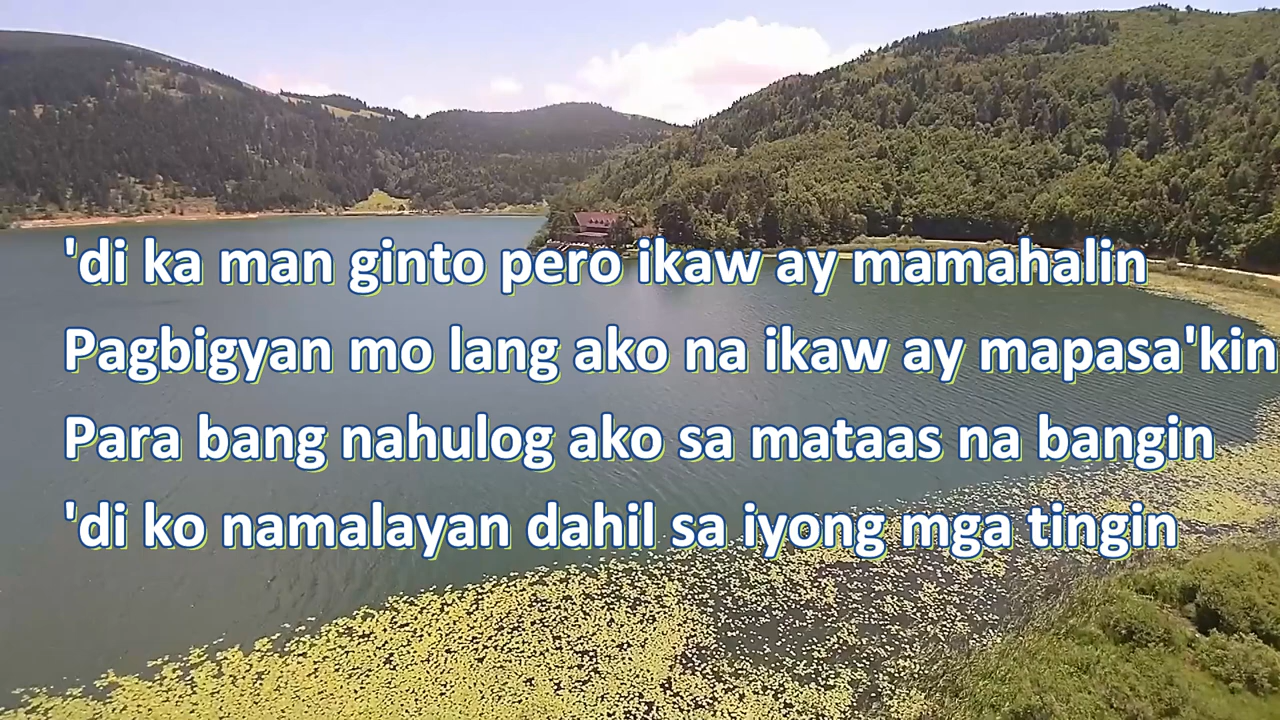 'di ka man ginto pero ikaw ay mamahalin
Pagbigyan mo lang ako na ikaw ay mapasa'kin
Para bang nahulog ako sa mataas na bangin
'di ko namalayan dahil sa iyong mga tingin